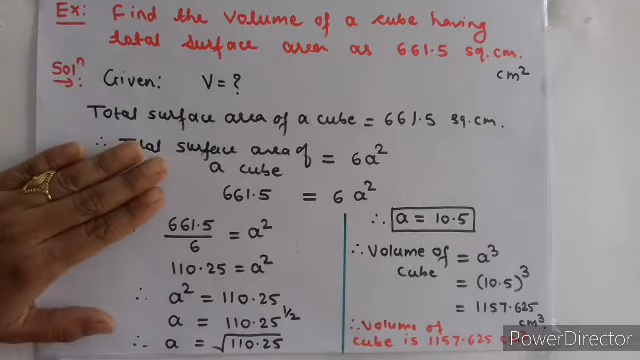 Ex: Find the volume of a cube having
total surface area as 661.5 sq.cm.
cm²
Solⁿ
→: Given: V = ?
Total surface area of a cube = 661.5 sq.cm.
∴ Total surface area of a cube = 6a²
661.5 = 6 a²
661.5/6 = a²
110.25 = a²
∴ a² = 110.25
a = 110.25^1/2
∴ a = √110.25
∴ a = 10.5
∴ Volume of cube = a³
= (10.5)³
= 1157.625 cm³.
∴ Volume of
cube is 1157.625
PowerDirector